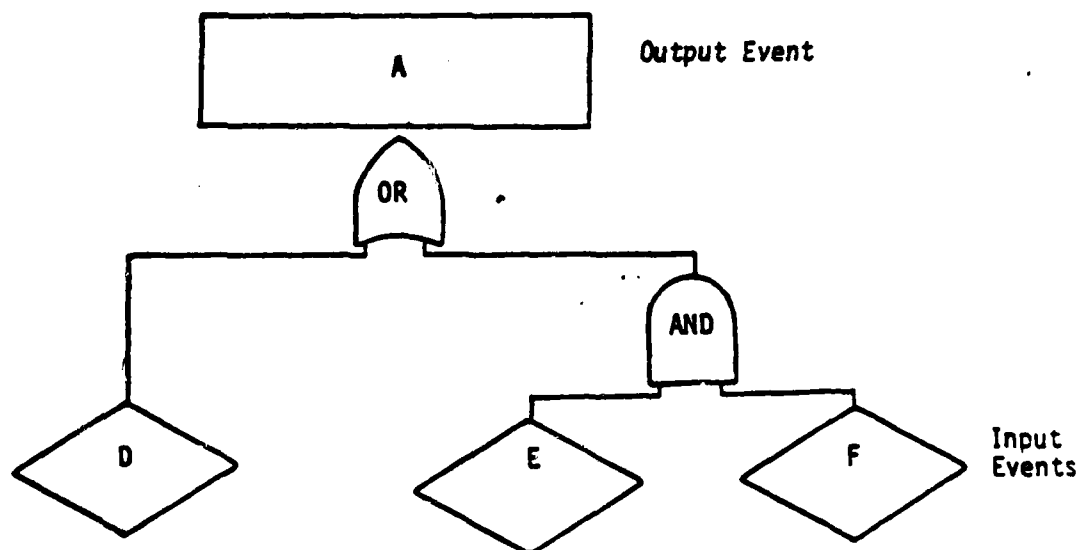 A
Output Event
OR
AND
D
E
F
Input
Events